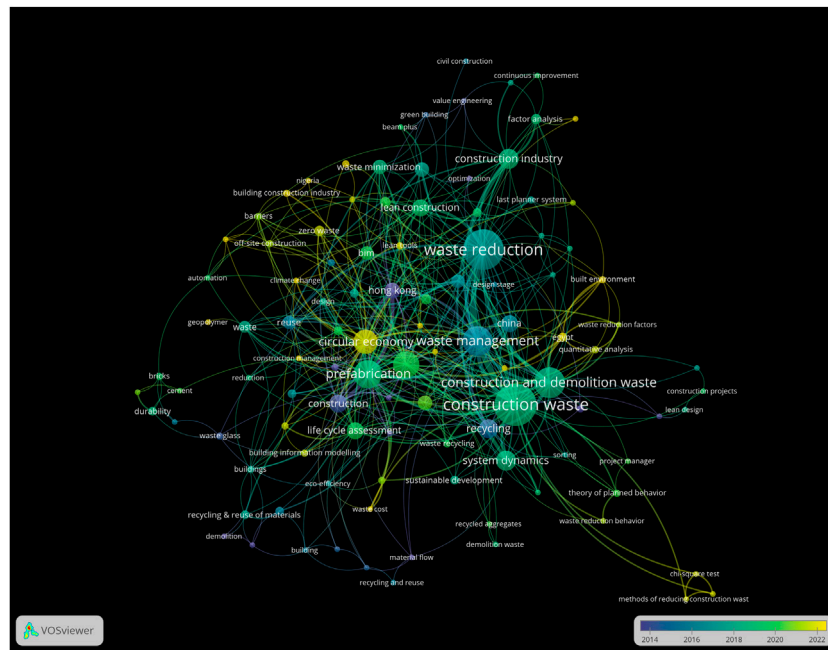 civil construction
continuous improvement
value engineering
green building
factor analysis
beam plus
construction industry
waste minimization
nigeria
optimization
building construction industry
last planner system
lean construction
barriers
zero waste
off-site construction
lean tools
bim
waste reduction
automation
climate change
design stage
built environment
hong kong
design
geopolymer
reuse
china
waste
waste reduction factors
egypt
circular economy
waste management
quantitative analysis
construction management
bricks
reduction
prefabrication
construction and demolition waste
cement
construction projects
durability
construction
construction waste
lean design
waste glass
life cycle assessment
recycling
waste recycling
building information modelling
sorting
system dynamics
project manager
buildings
eco-efficiency
sustainable development
theory of planned behavior
waste cost
recycling & reuse of materials
waste reduction behavior
recycled aggregates
demolition
demolition waste
building
material flow
chi-square test
recycling and reuse
methods of reducing construction wast
VOSviewer
2014 2016 2018 2020 2022